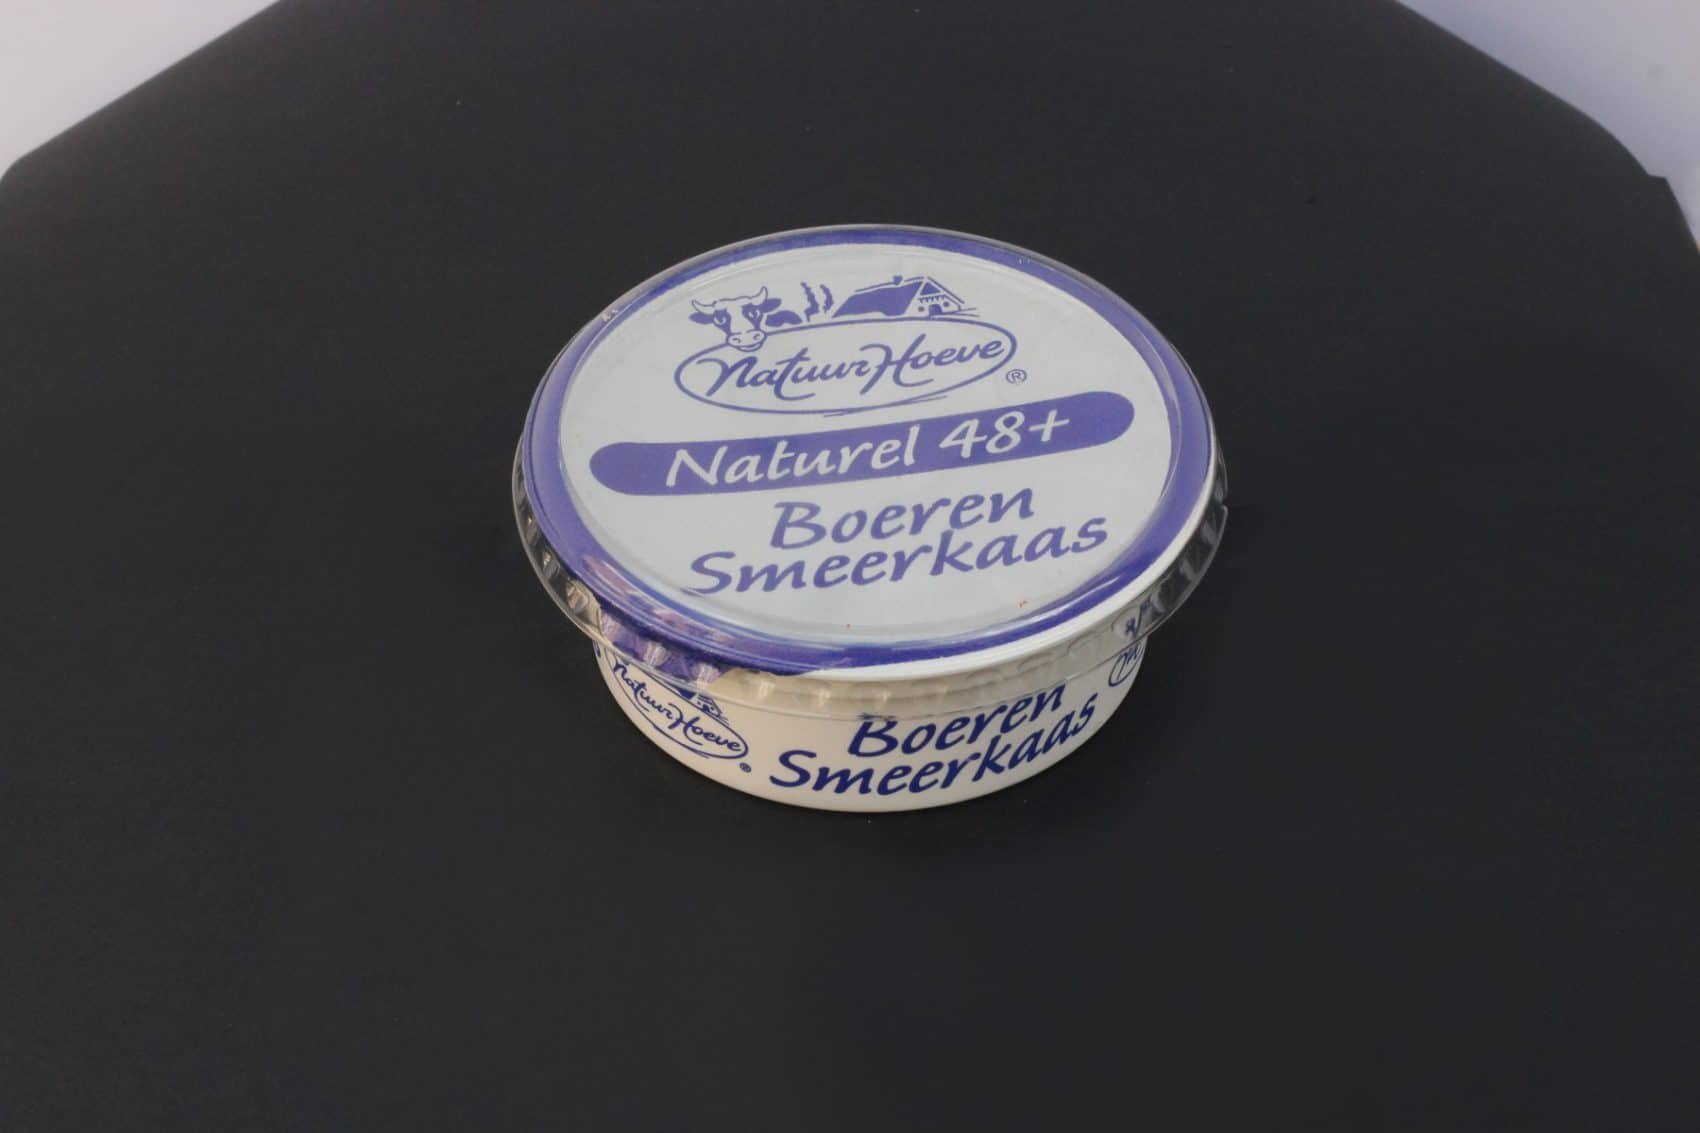 NatuurHoeve
®
Naturel 48+
Boeren
Smeerkaas
NatuurHoeve
®
Boeren
Smeerkaas